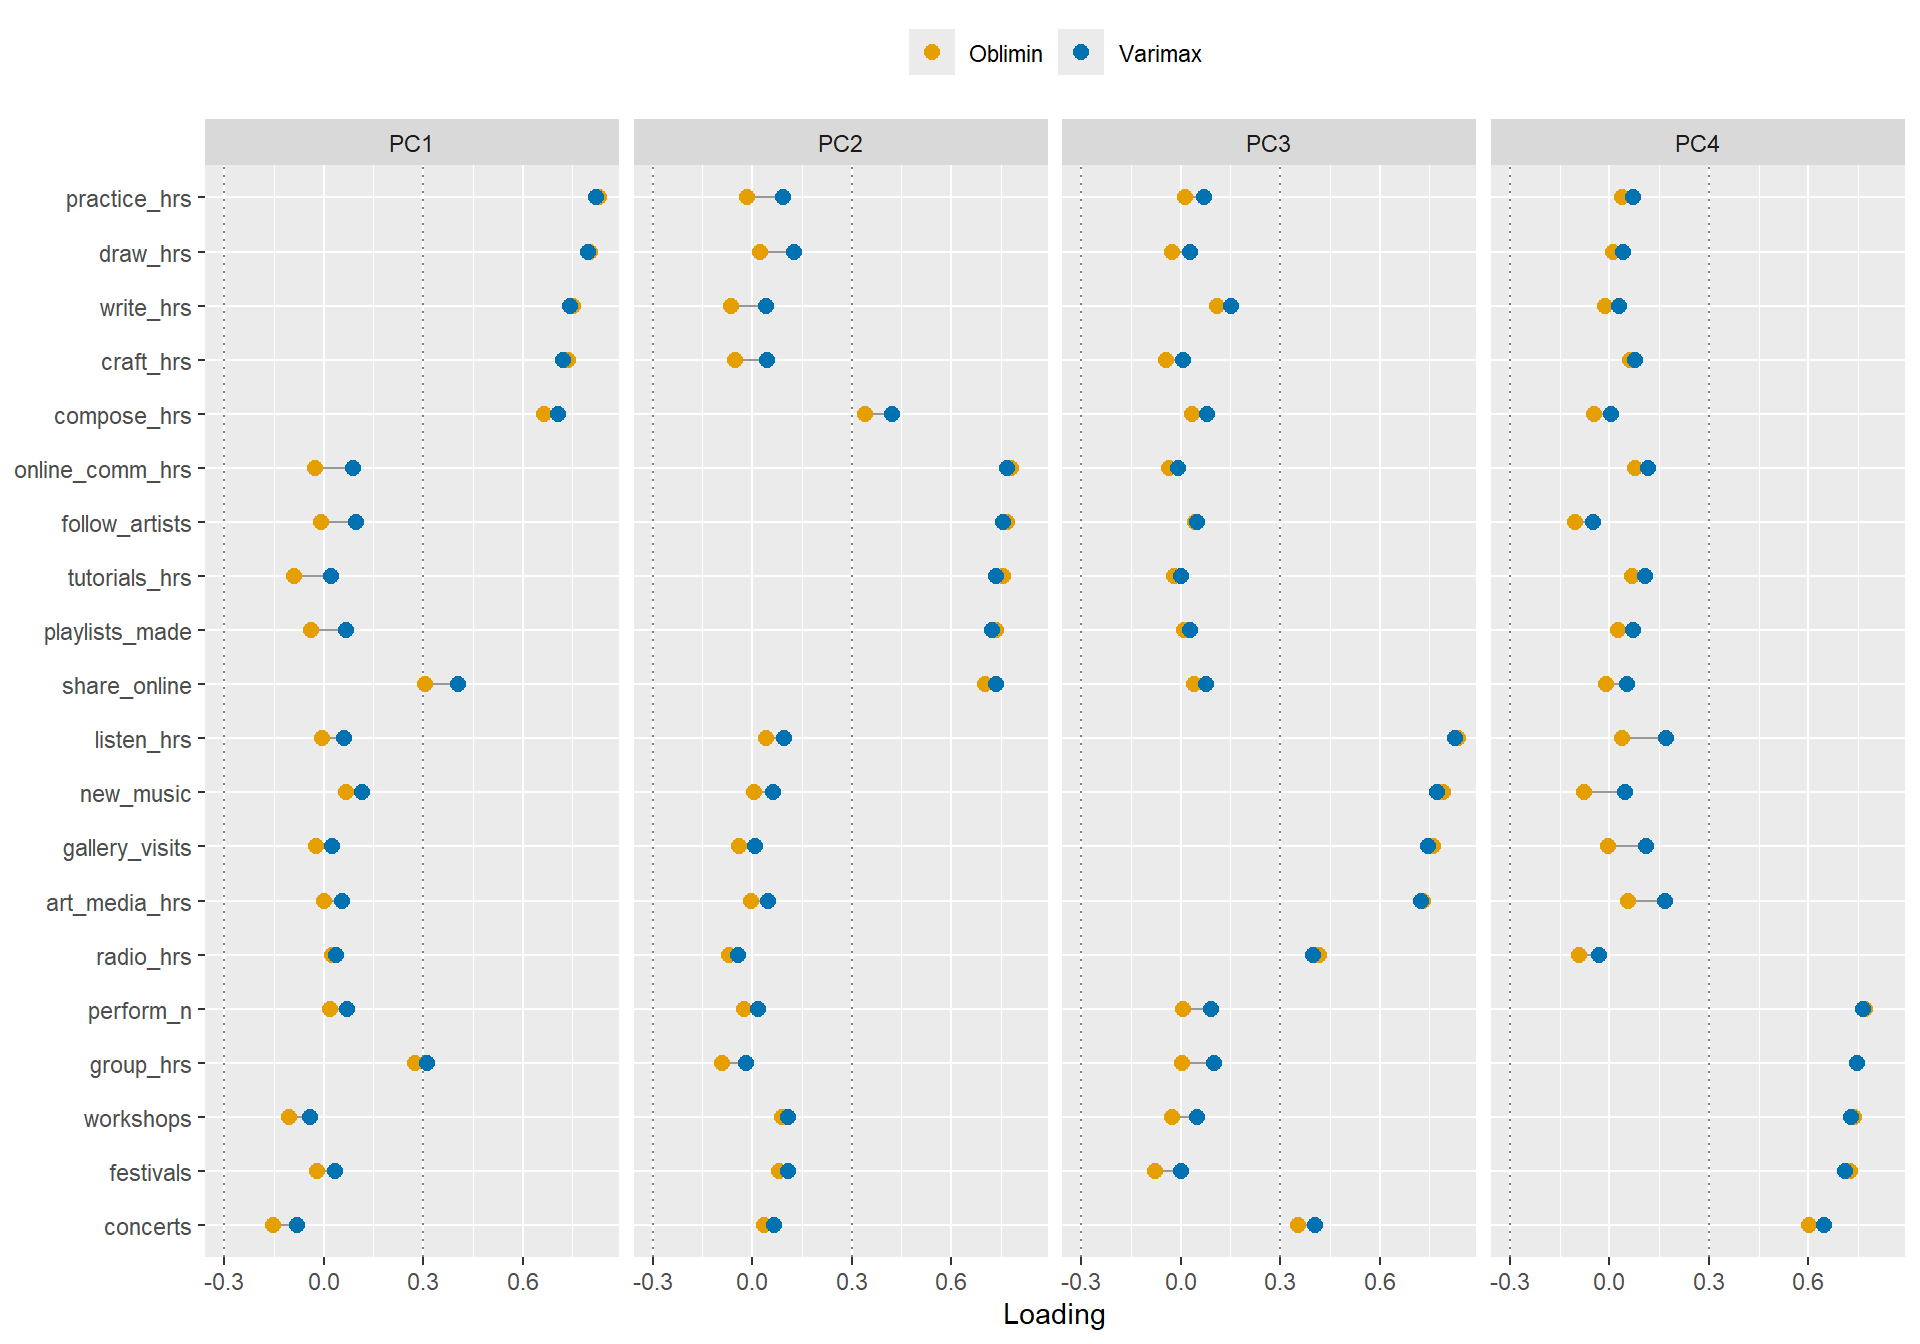 Oblimin Varimax
PC1 PC2 PC3 PC4
practice_hrs
draw_hrs
write_hrs
craft_hrs
compose_hrs
online_comm_hrs
follow_artists
tutorials_hrs
playlists_made
share_online
listen_hrs
new_music
gallery_visits
art_media_hrs
radio_hrs
perform_n
group_hrs
workshops
festivals
concerts
-0.3 0.0 0.3 0.6 -0.3 0.0 0.3 0.6 -0.3 0.0 0.3 0.6 -0.3 0.0 0.3 0.6
Loading